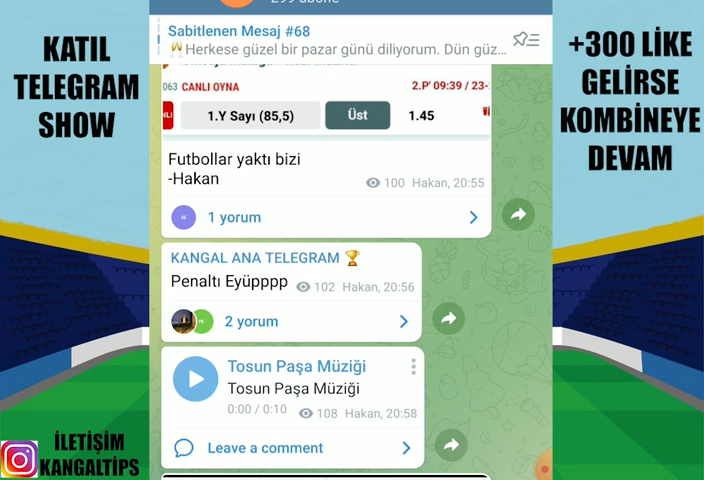 KATIL
TELEGRAM
SHOW
+300 LİKE
GELİRSE
KOMBİNEYE
DEVAM
Sabitlenen Mesaj #68
Herkese güzel bir pazar günü diliyorum. Dün güz...
063 CANLI OYNA 2.P' 09:39 / 23-
1.Y Sayı (85,5) Üst 1.45
Futbollar yaktı bizi
-Hakan
100 Hakan, 20:55
1 yorum
KANGAL ANA TELEGRAM 🏆
Penaltı Eyüpppp 102 Hakan, 20:56
2 yorum
Tosun Paşa Müziği
Tosun Paşa Müziği
0:00 / 0:10 108 Hakan, 20:58
Leave a comment
İLETİŞİM
KANGALTİPS